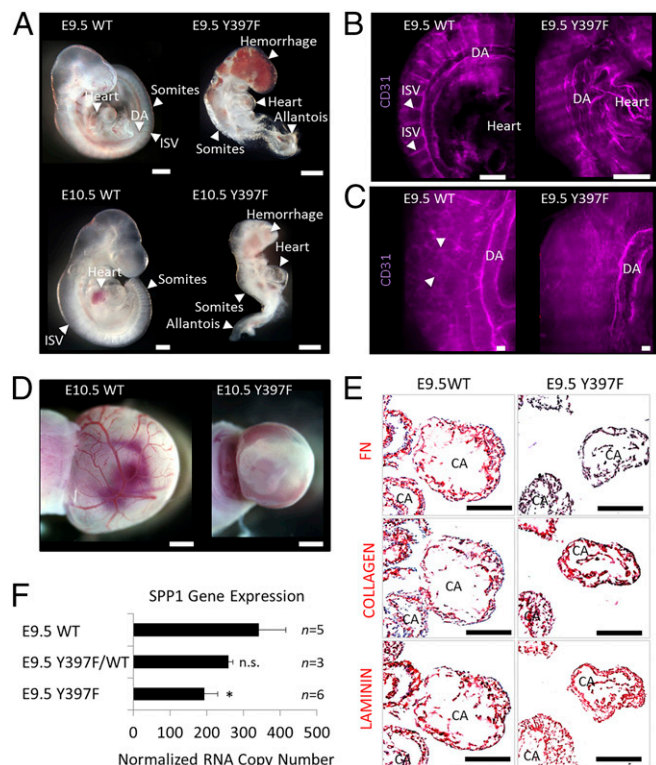 A
E9.5 WT
E9.5 Y397F
Hemorrhage
Heart
Somites
DA
ISV
Heart
Allantois
Somites
E10.5 WT
E10.5 Y397F
Hemorrhage
Heart
Heart
Somites
Somites
Allantois
ISV
B
E9.5 WT
E9.5 Y397F
CD31
ISV
ISV
DA
Heart
DA
Heart
C
E9.5 WT
E9.5 Y397F
CD31
DA
DA
D
E10.5 WT
E10.5 Y397F
E
E9.5WT
E9.5 Y397F
FN
CA
CA
CA
CA
COLLAGEN
CA
CA
CA
CA
LAMININ
CA
CA
CA
CA
F
SPP1 Gene Expression
E9.5 WT
n=5
E9.5 Y397F/WT
n.s.
n=3
E9.5 Y397F
*
n=6
0 100 200 300 400 500
Normalized RNA Copy Number